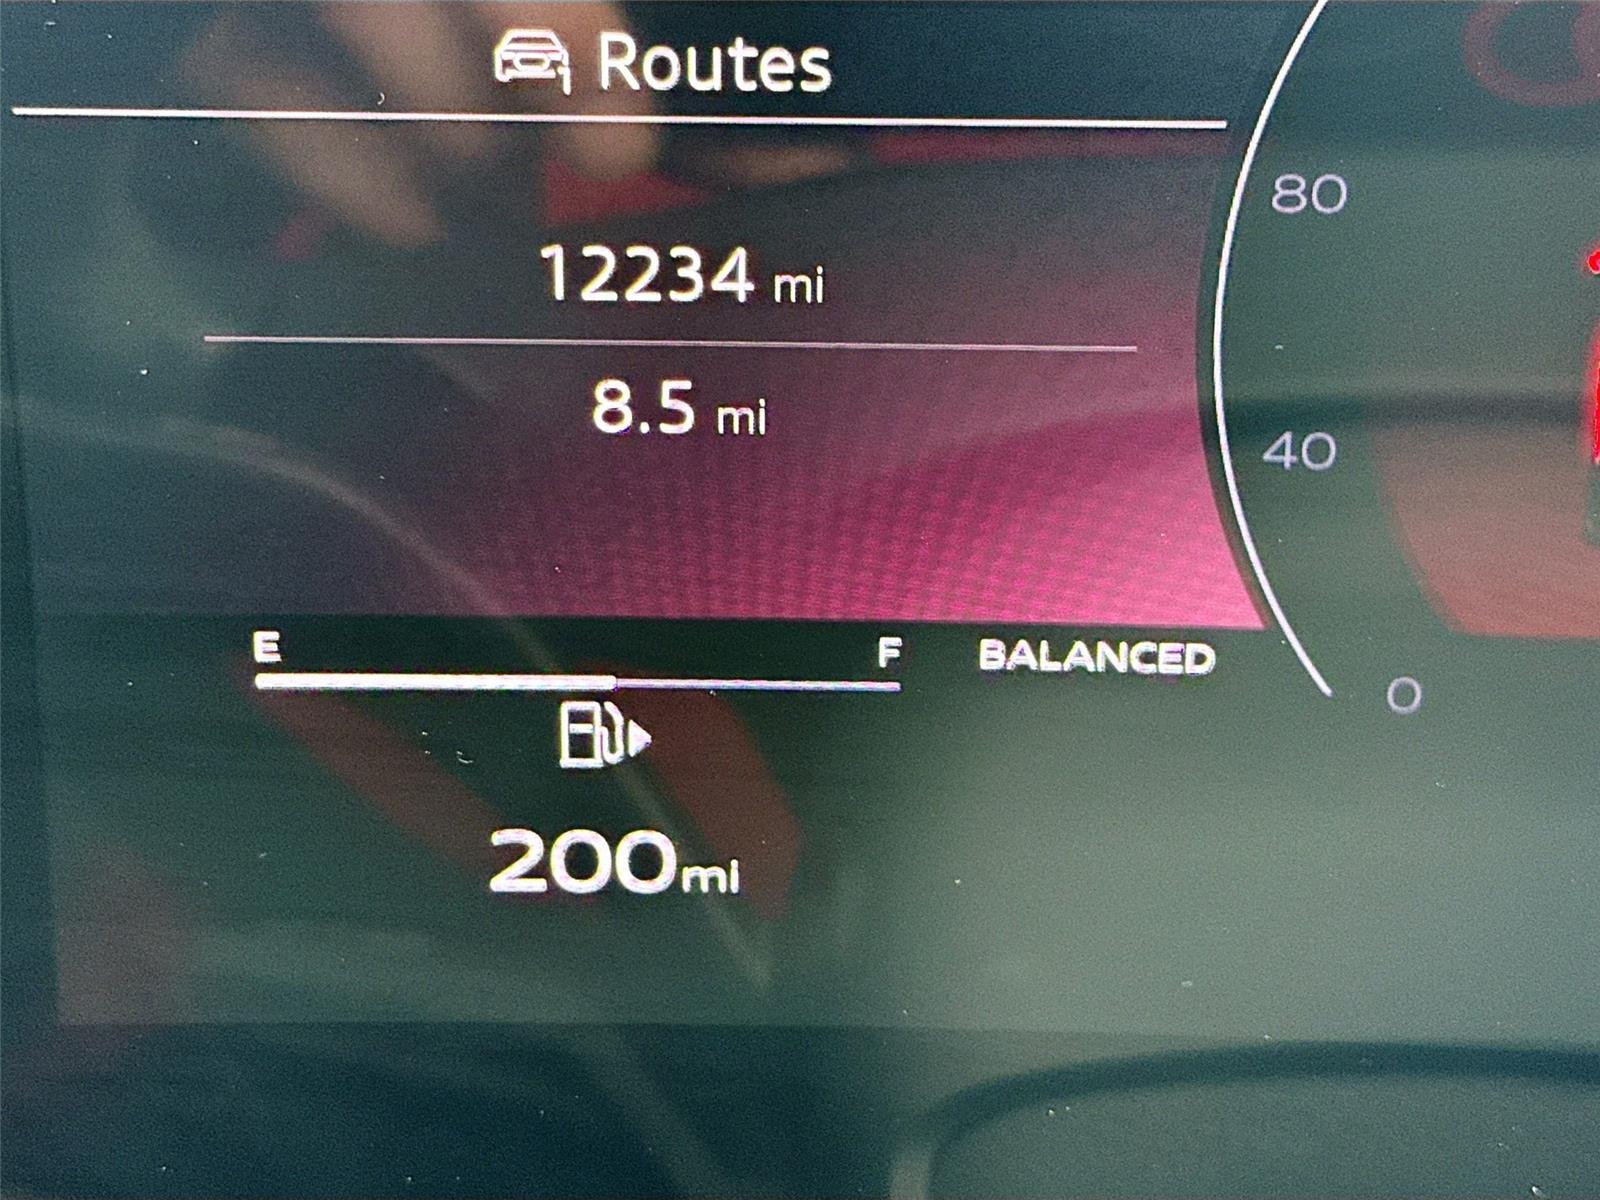 Routes
12234 mi
8.5 mi
80
40
0
E F BALANCED
200mi